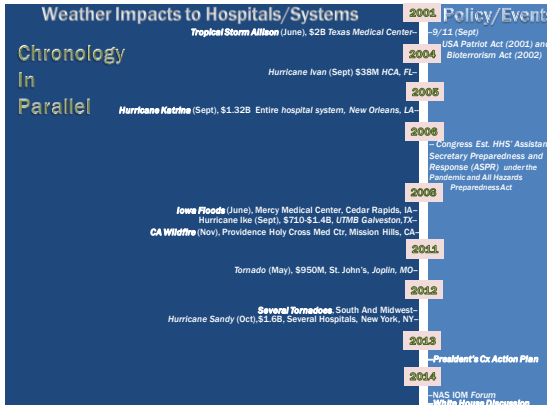 Weather Impacts to Hospitals/Systems
2001
Policy/Events
Chronology
In
Parallel
Tropical Storm Allison (June), $2B Texas Medical Center–
–9/11 (Sept)
USA Patriot Act (2001) and
Bioterrorism Act (2002)
2004
Hurricane Ivan (Sept) $38M HCA, FL–
2005
Hurricane Katrina (Sept), $1.32B Entire hospital system, New Orleans, LA–
2006
– Congress Est. HHS' Assistan
Secretary Preparedness and
Response (ASPR) under the
Pandemic and All Hazards
Preparedness Act
2008
Iowa Floods (June), Mercy Medical Center, Cedar Rapids, IA–
Hurricane Ike (Sept), $710-$1.4B, UTMB Galveston,TX–
CA Wildfire (Nov), Providence Holy Cross Med Ctr, Mission Hills, CA–
2011
Tornado (May), $950M, St. John's, Joplin, MO–
2012
Several Tornadoes, South And Midwest–
Hurricane Sandy (Oct),$1.6B, Several Hospitals, New York, NY–
2013
–President's Cx Action Plan
2014
–NAS IOM Forum
–White House Discussion